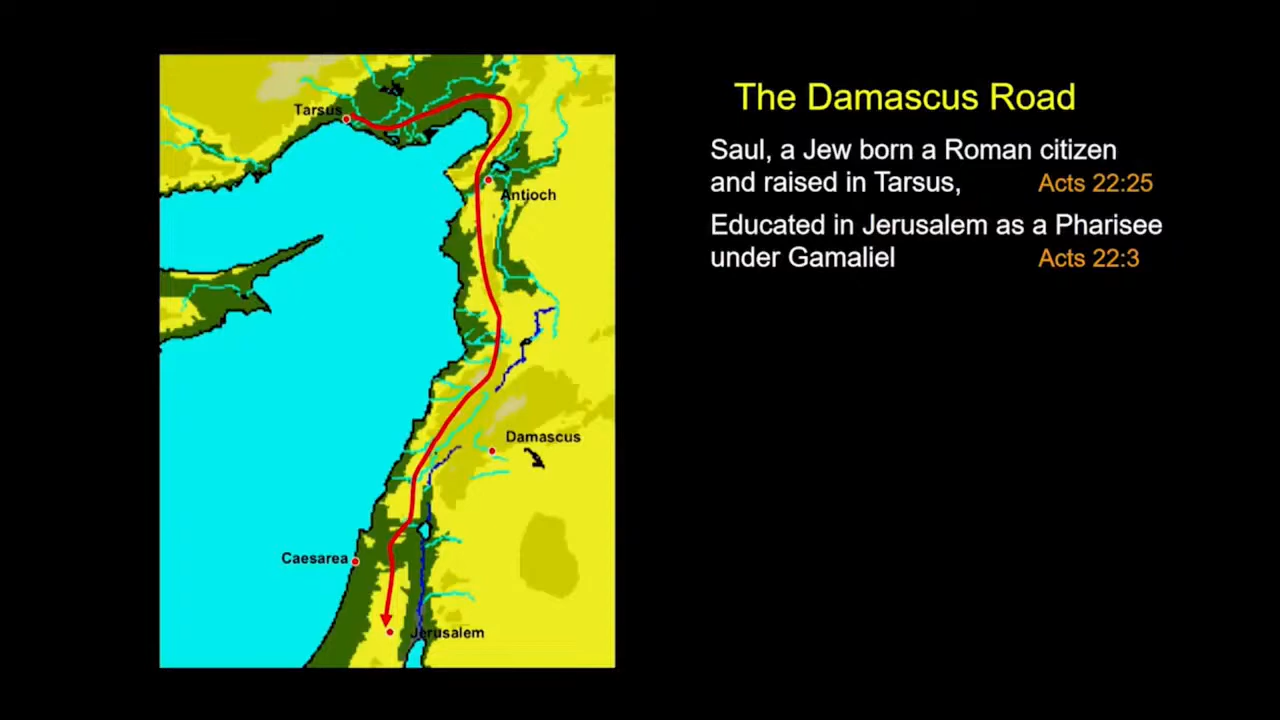 The Damascus Road
Saul, a Jew born a Roman citizen
and raised in Tarsus, Acts 22:25
Educated in Jerusalem as a Pharisee
under Gamaliel Acts 22:3
Tarsus
Antioch
Damascus
Caesarea
Jerusalem